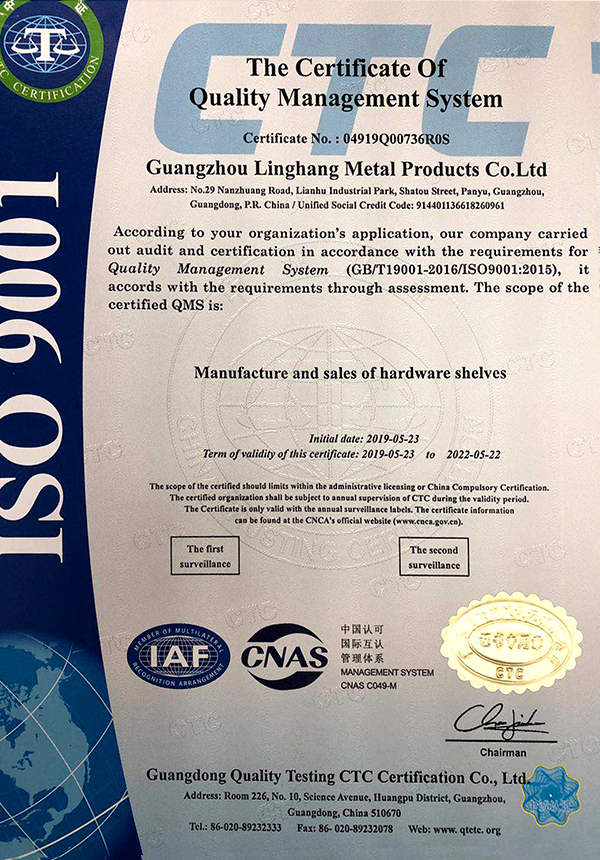 CTC CERTIFICATION
ISO 9001
CTC
The Certificate Of
Quality Management System
Certificate No. : 04919Q00736R0S
Guangzhou Linghang Metal Products Co.Ltd
Address: No.29 Nanzhuang Road, Lianhu Industrial Park, Shatou Street, Panyu, Guangzhou,
Guangdong, P.R. China / Unified Social Credit Code: 914401136618260961
According to your organization's application, our company carried
out audit and certification in accordance with the requirements for
Quality Management System (GB/T19001-2016/ISO9001:2015), it
accords with the requirements through assessment. The scope of the
certified QMS is:
Manufacture and sales of hardware shelves
Initial date: 2019-05-23
Term of validity of this certificate: 2019-05-23 to 2022-05-22
The scope of the certified should limits within the administrative licensing or China Compulsory Certification.
The certified organization shall be subject to annual supervision of CTC during the validity period.
The Certificate is only valid with the annual surveillance labels. The certificate information
can be found at the CNCA's official website (www.cnca.gov.cn).
The first
surveillance
The second
surveillance
MEMBER OF MULTILATERAL
IAF
RECOGNITION ARRANGEMENT
CNAS
中国认可
国际互认
管理体系
MANAGEMENT SYSTEM
CNAS C049-M
CTC
Chairman
Guangdong Quality Testing CTC Certification Co., Ltd.
Address: Room 226, No. 10, Science Avenue, Huangpu District, Guangzhou,
Guangdong, China 510670
Tel.: 86-020-89232333 Fax: 86- 020-89232078 Web: www. qtctc. org